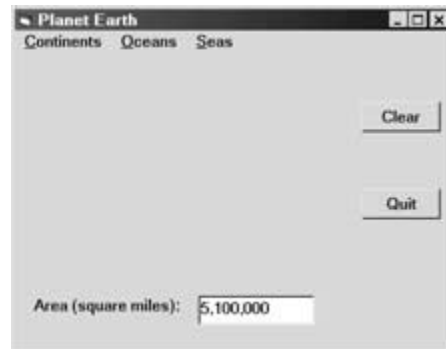 Planet Earth
Continents Oceans Seas
Clear
Quit
Area (square miles): 5,100,000